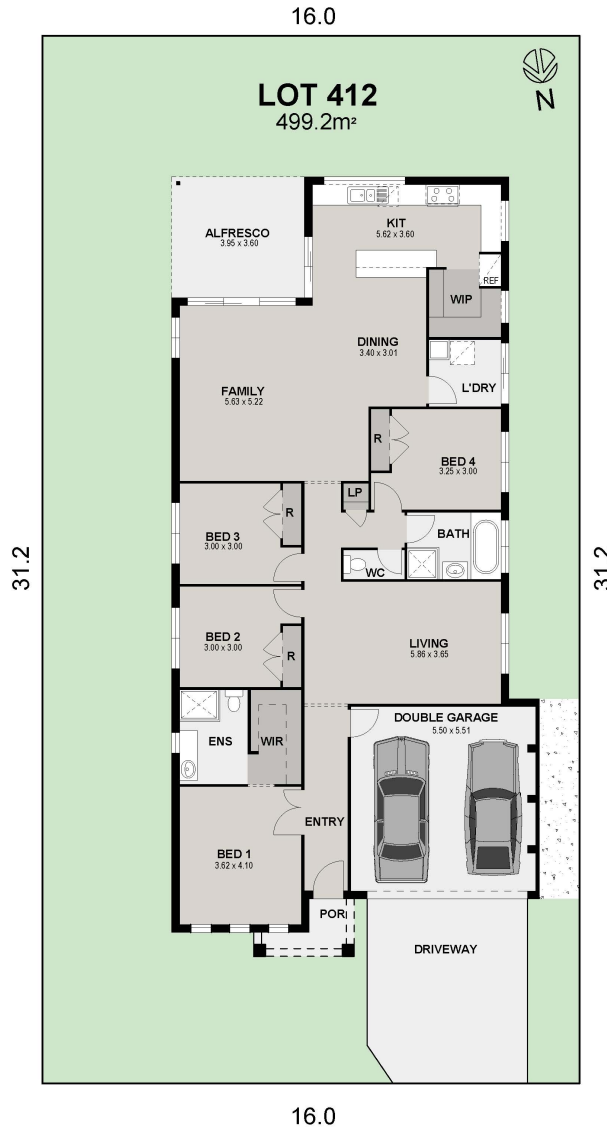 16.0
LOT 412
499.2m²
N
ALFRESCO
3.95 x 3.60
KIT
5.62 x 3.60
REF
WIP
DINING
3.40 x 3.01
L'DRY
FAMILY
5.63 x 5.22
R
BED 4
3.25 x 3.00
LP
R
BED 3
3.00 x 3.00
BATH
WC
31.2
31.2
BED 2
3.00 x 3.00
R
LIVING
5.86 x 3.65
DOUBLE GARAGE
5.50 x 5.51
ENS
WIR
ENTRY
BED 1
3.62 x 4.10
POR
DRIVEWAY
16.0